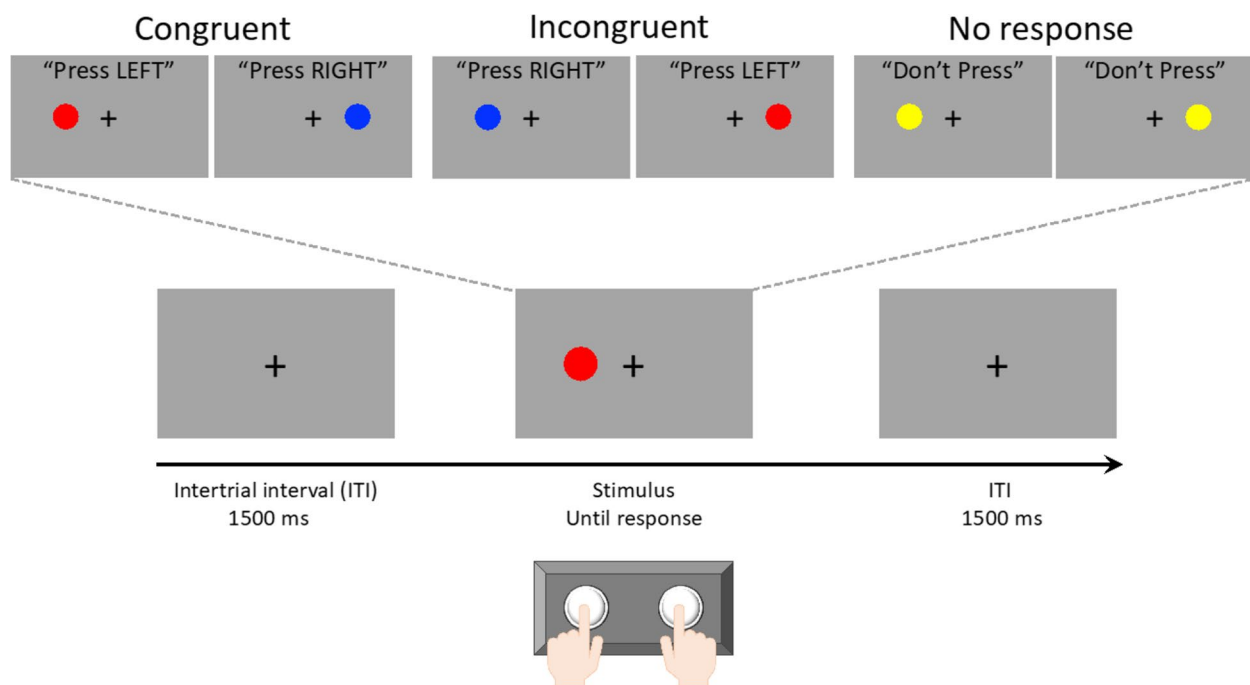 Congruent
Incongruent
No response
“Press LEFT”
“Press RIGHT”
“Press RIGHT”
“Press LEFT”
“Don’t Press”
“Don’t Press”
+
+
+
+
+
+
+
+
+
Intertrial interval (ITI)
1500 ms
Stimulus
Until response
ITI
1500 ms